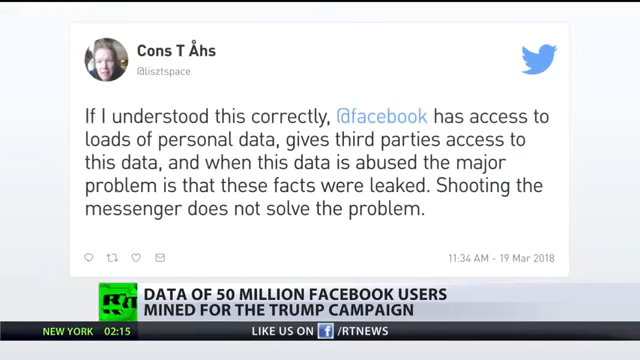 Cons T Åhs
@lisztspace
If I understood this correctly, @facebook has access to
loads of personal data, gives third parties access to
this data, and when this data is abused the major
problem is that these facts were leaked. Shooting the
messenger does not solve the problem.
11:34 AM - 19 Mar 2018
RT
DATA OF 50 MILLION FACEBOOK USERS
MINED FOR THE TRUMP CAMPAIGN
NEW YORK 02:15 LIKE US ON f /RTNEWS